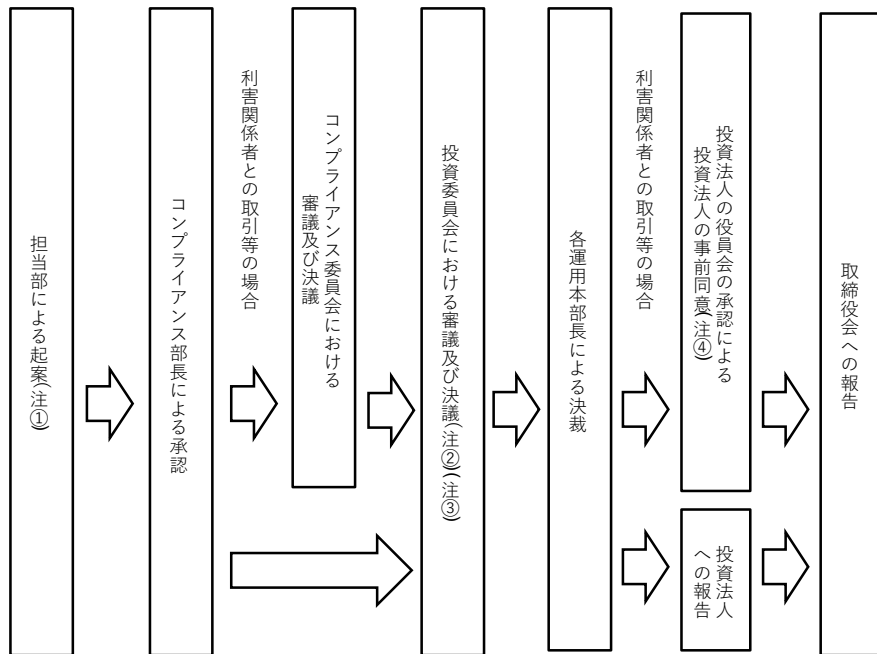 担当部による起案(注①)
コンプライアンス部長による承認
利害関係者との取引等の場合
コンプライアンス委員会における
審議及び決議
投資委員会における審議及び決議(注②)(注③)
各運用本部長による決裁
利害関係者との取引等の場合
投資法人の役員会の承認による
投資法人の事前同意(注④)
投資法人
への報告
取締役会への報告